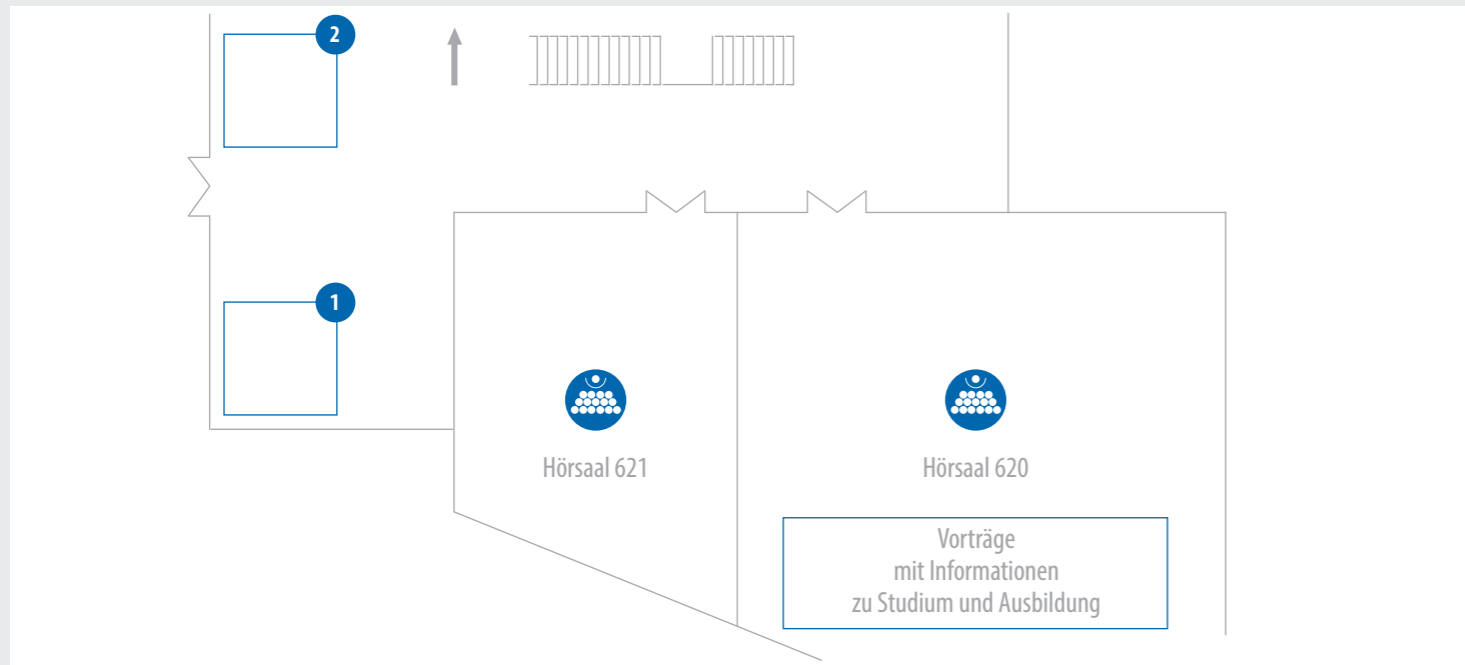 2
1
Hörsaal 621
Hörsaal 620
Vorträge
mit Informationen
zu Studium und Ausbildung